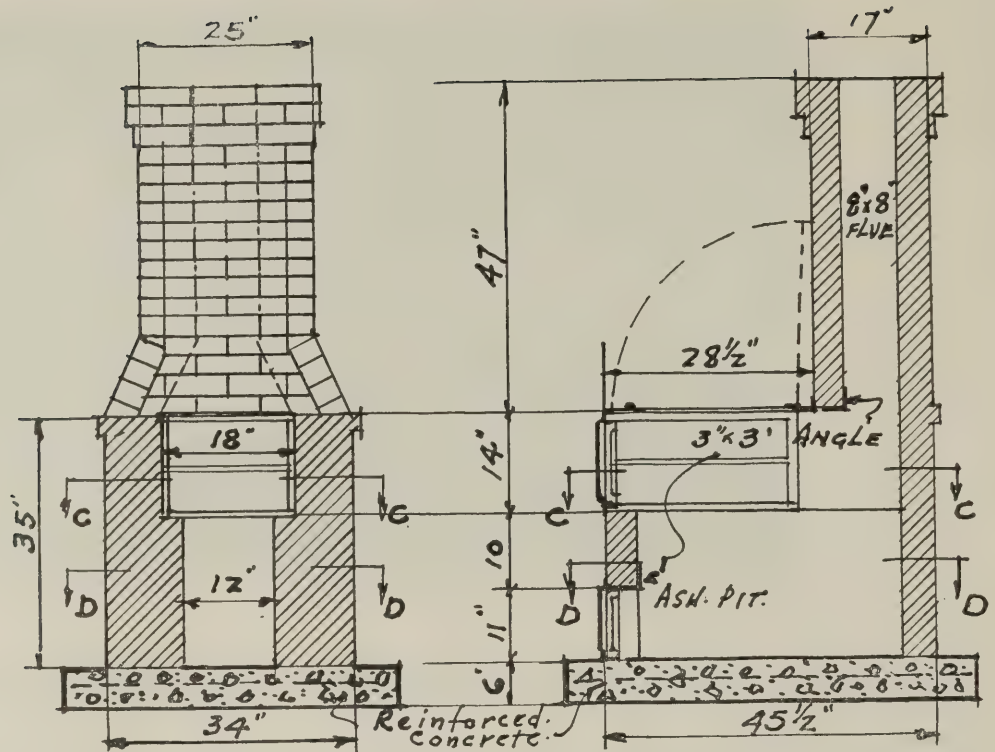 25"
17"
8"x8"
FLUE
47"
28½"
18"
3"x3'
ANGLE
14"
C
C
C
C
35"
10
12"
D
D
D
D
ASH. PIT.
11"
6"
34"
Reinforced.
Concrete.
45½"